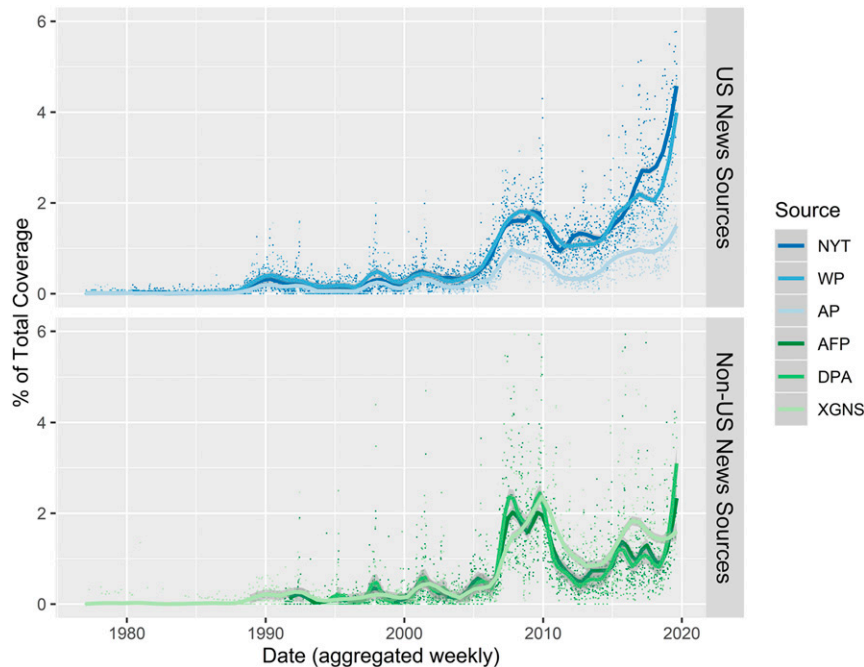 6
4
2
0
US News Sources
6
4
2
0
Non-US News Sources
% of Total Coverage
1980
1990
2000
2010
2020
Date (aggregated weekly)
Source
NYT
WP
AP
AFP
DPA
XGNS